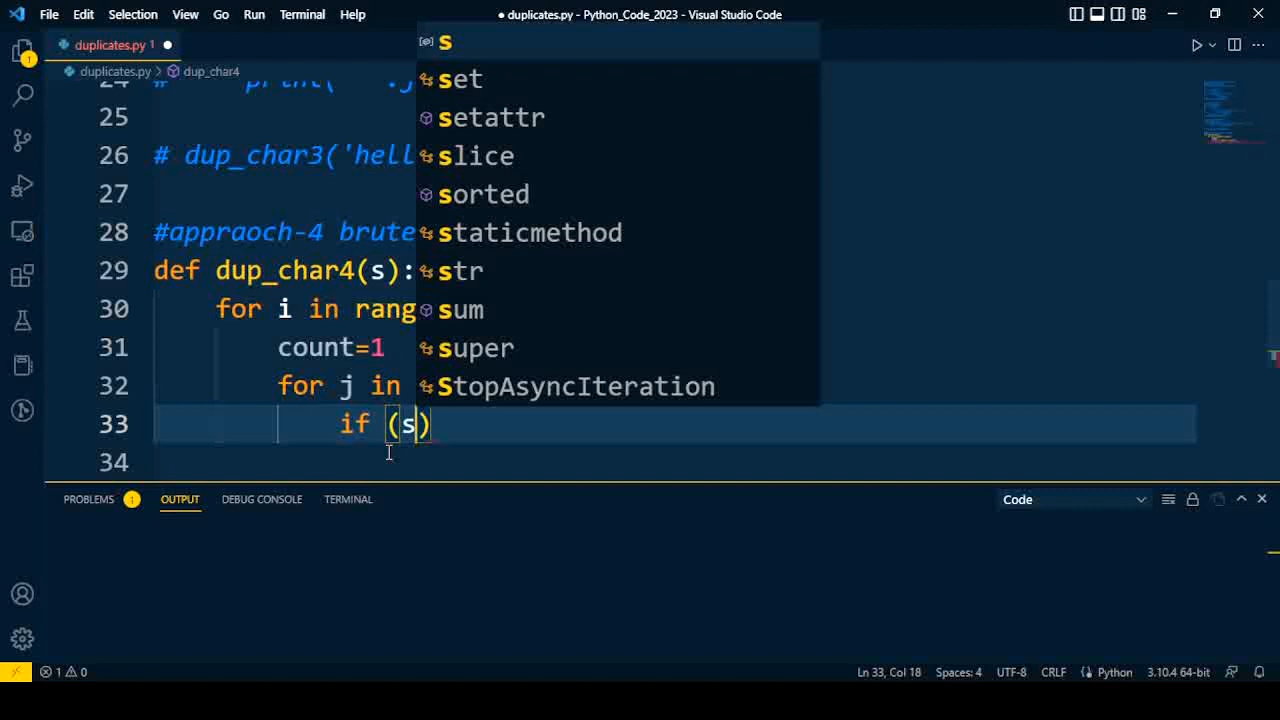 File Edit Selection View Go Run Terminal Help
● duplicates.py - Python_Code_2023 - Visual Studio Code
duplicates.py 1 ●
duplicates.py > dup_char4
24 #
25
26 # dup_char3('hell
27
28 #appraoch-4 brute
29 def dup_char4(s):
30 for i in rang
31 count=1
32 for j in
33 if (s)
34
s
set
setattr
slice
sorted
staticmethod
str
sum
super
StopAsyncIteration
1
PROBLEMS 1 OUTPUT DEBUG CONSOLE TERMINAL
Code
1 0
Ln 33, Col 18 Spaces: 4 UTF-8 CRLF Python 3.10.4 64-bit